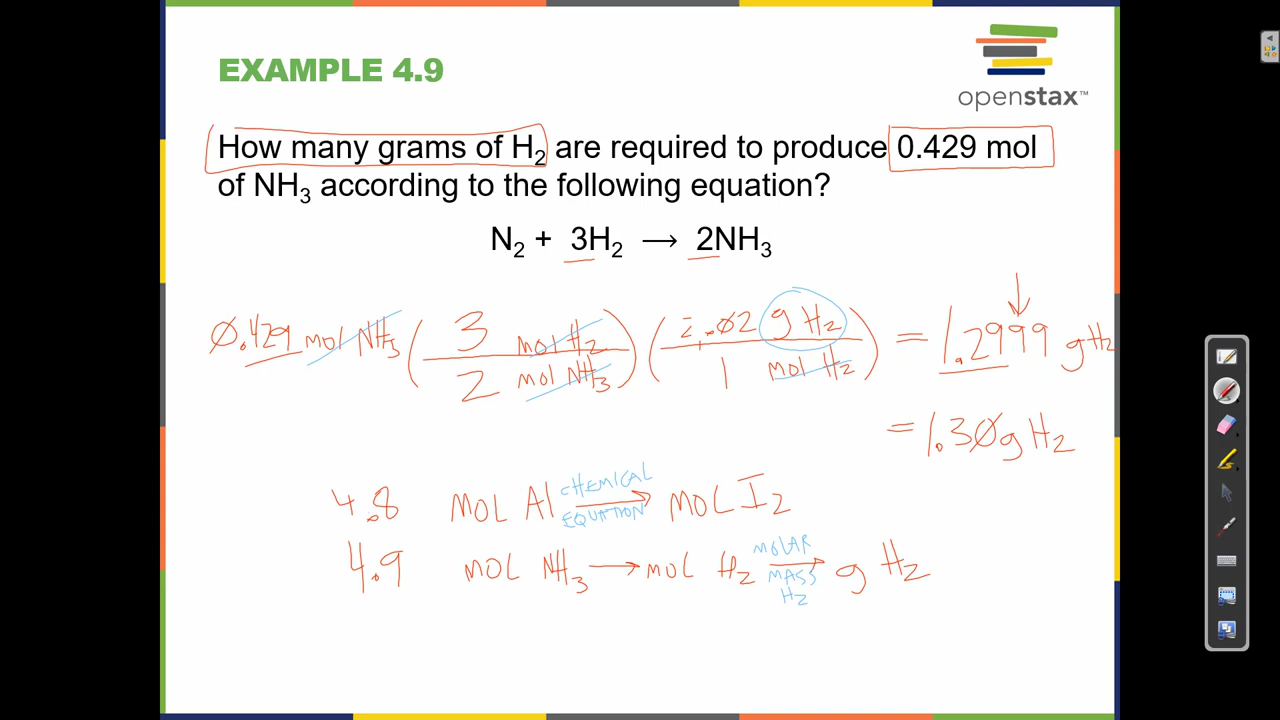 EXAMPLE 4.9
openstax™
How many grams of H₂ are required to produce 0.429 mol
of NH₃ according to the following equation?
N₂ + 3H₂ → 2NH₃
0.429 mol NH₃ (3 mol H₂ / 2 mol NH₃) (2.02 g H₂ / 1 mol H₂) = 1.2999 g H₂
= 1.30 g H₂
4.8 MOL Al CHEMICAL EQUATION → MOL I₂
4.9 MOL NH₃ → MOL H₂ MOLAR MASS H₂ → g H₂